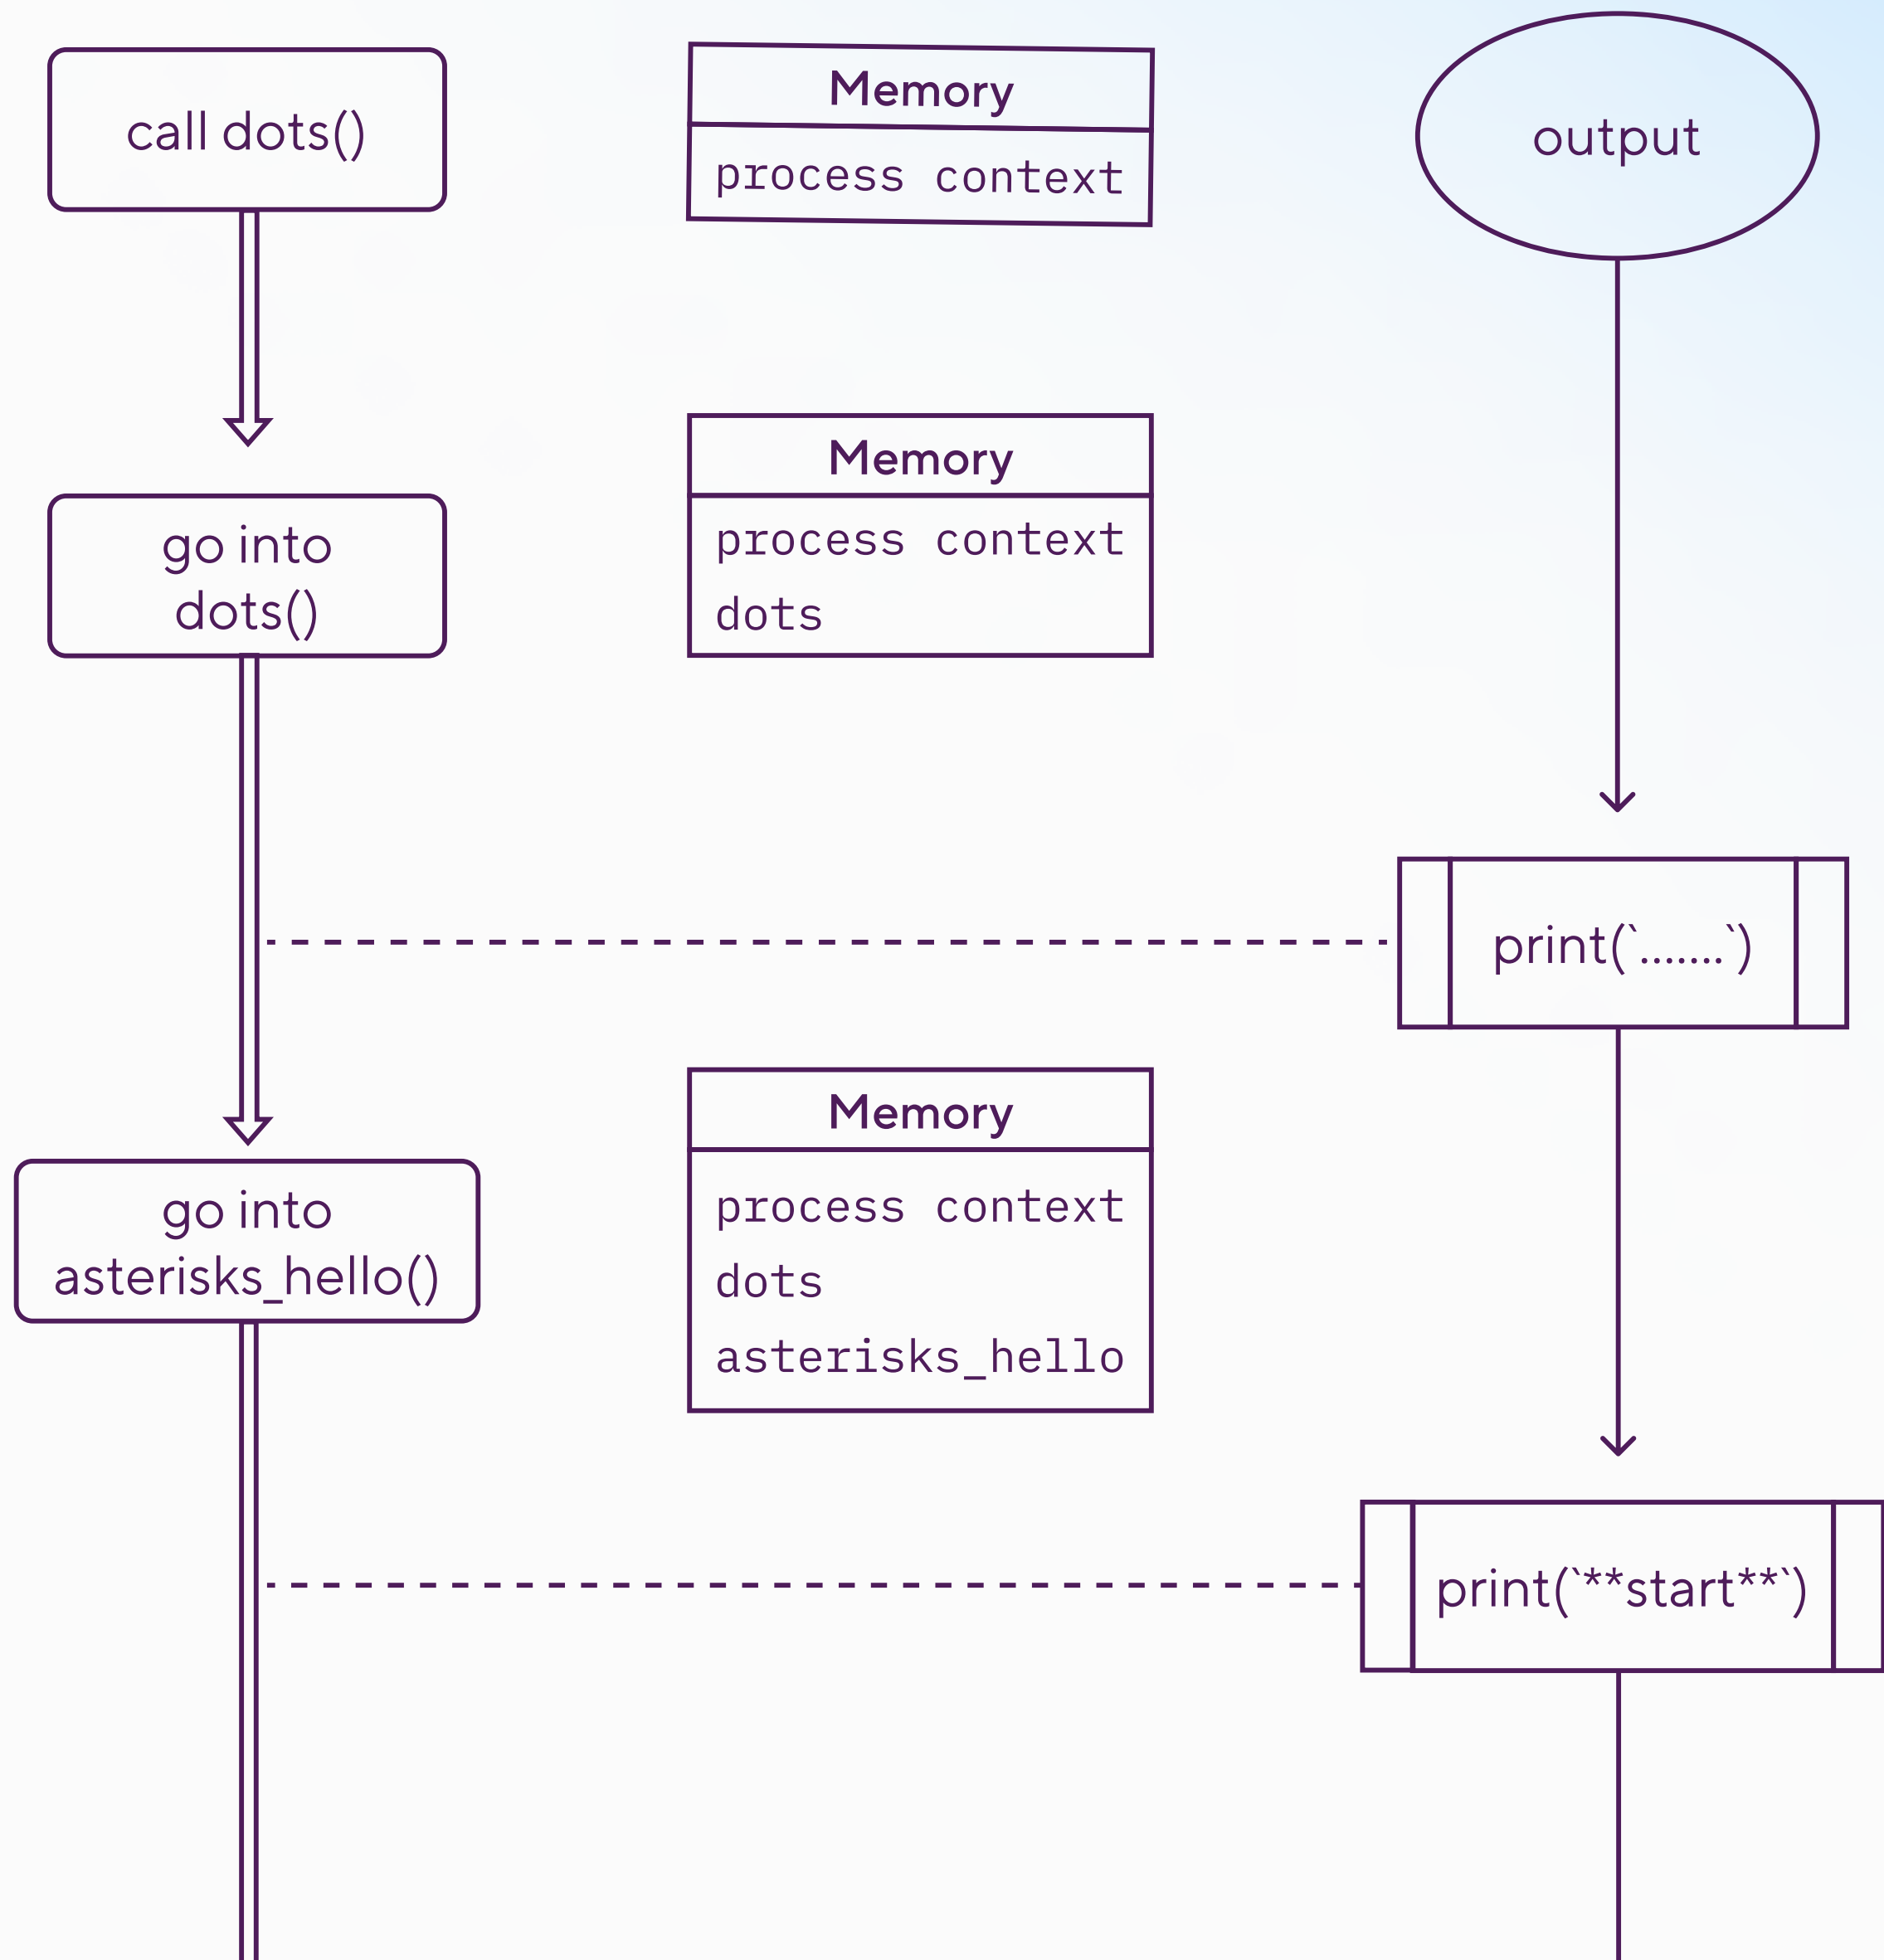 call dots()
Memory
process context
output
go into
dots()
Memory
process context
dots
print(`.......`)
go into
asterisks_hello()
Memory
process context
dots
asterisks_hello
print(`**start**`)